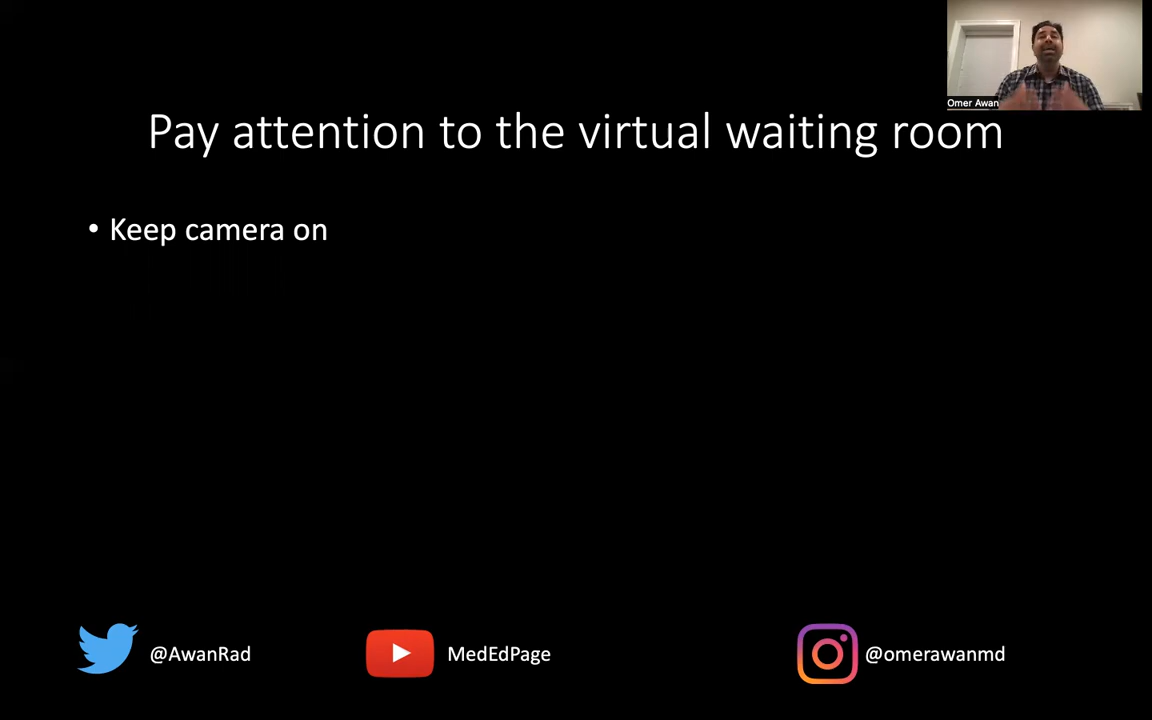 Omer Awan
Pay attention to the virtual waiting room
• Keep camera on
@AwanRad
MedEdPage
@omerawanmd